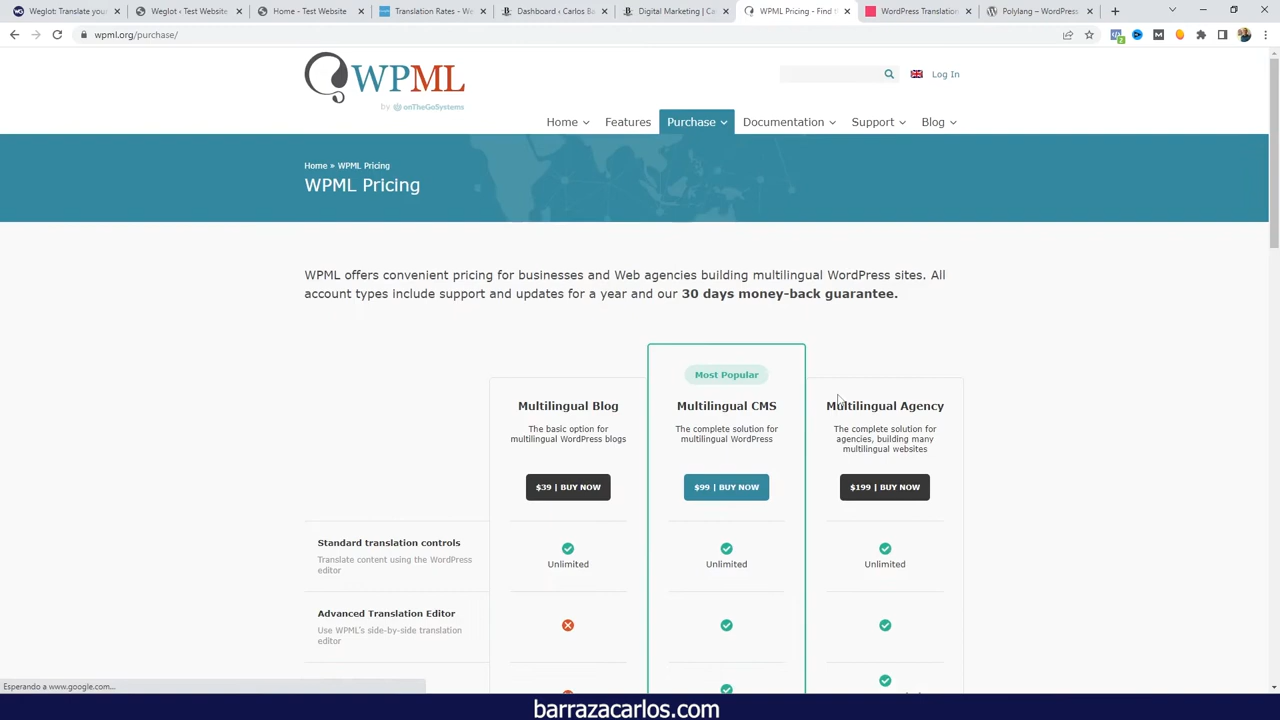 Weglot: Translate your
Weglot ‹ Test Website
Home - Test Website
Translation Rates - We
Dashboard ‹ Carlos Ba
Digital Marketing | Ca
WPML Pricing - Find t
WordPress Translation
Polylang – WordPress
wpml.org/purchase/
WPML
by onTheGoSystems
Log In
Home
Features
Purchase
Documentation
Support
Blog
Home » WPML Pricing
WPML Pricing
WPML offers convenient pricing for businesses and Web agencies building multilingual WordPress sites. All
account types include support and updates for a year and our 30 days money-back guarantee.
Most Popular
Multilingual Blog
The basic option for
multilingual WordPress blogs
$39 | BUY NOW
Multilingual CMS
The complete solution for
multilingual WordPress
$99 | BUY NOW
Multilingual Agency
The complete solution for
agencies, building many
multilingual websites
$199 | BUY NOW
Standard translation controls
Translate content using the WordPress
editor
Unlimited
Unlimited
Unlimited
Advanced Translation Editor
Use WPML's side-by-side translation
editor
Esperando a www.google.com...
barrazacarlos.com